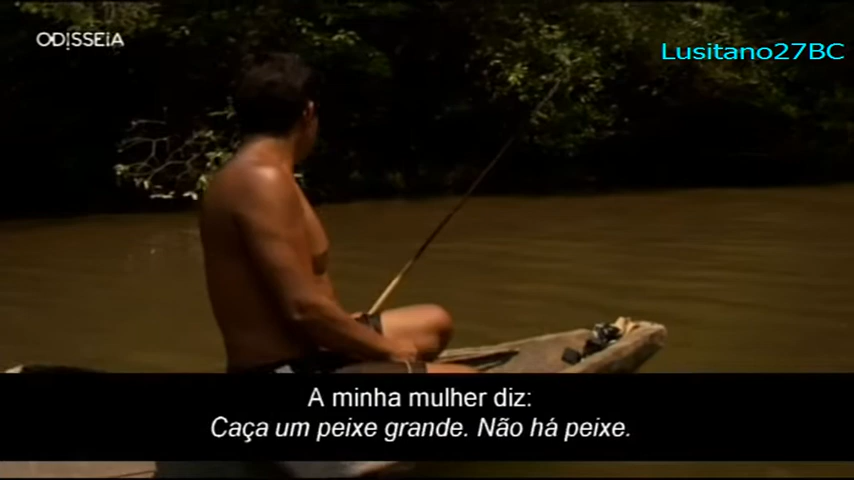 ODISSEIA
Lusitano27BC
A minha mulher diz:
Caça um peixe grande. Não há peixe.